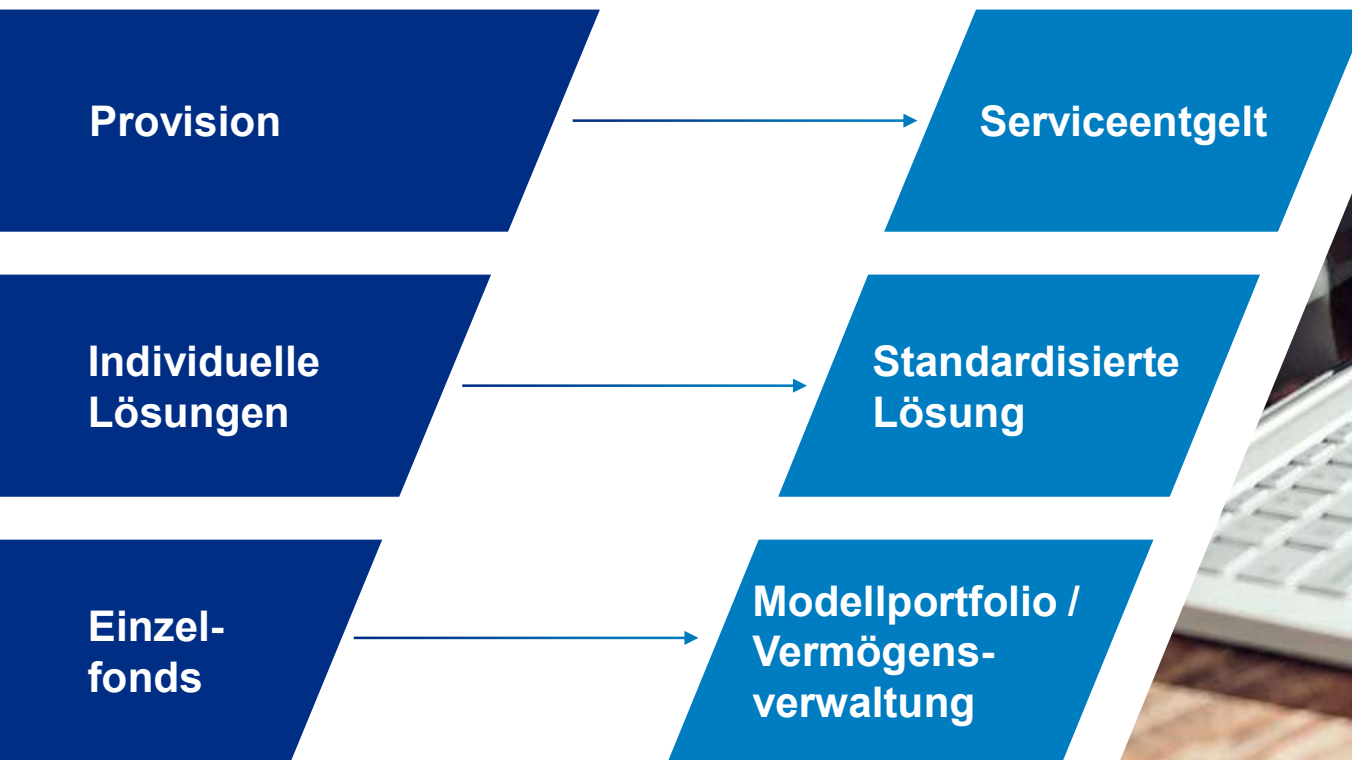 Provision
Serviceentgelt
Individuelle
Lösungen
Standardisierte
Lösung
Einzel-
fonds
Modellportfolio /
Vermögens-
verwaltung